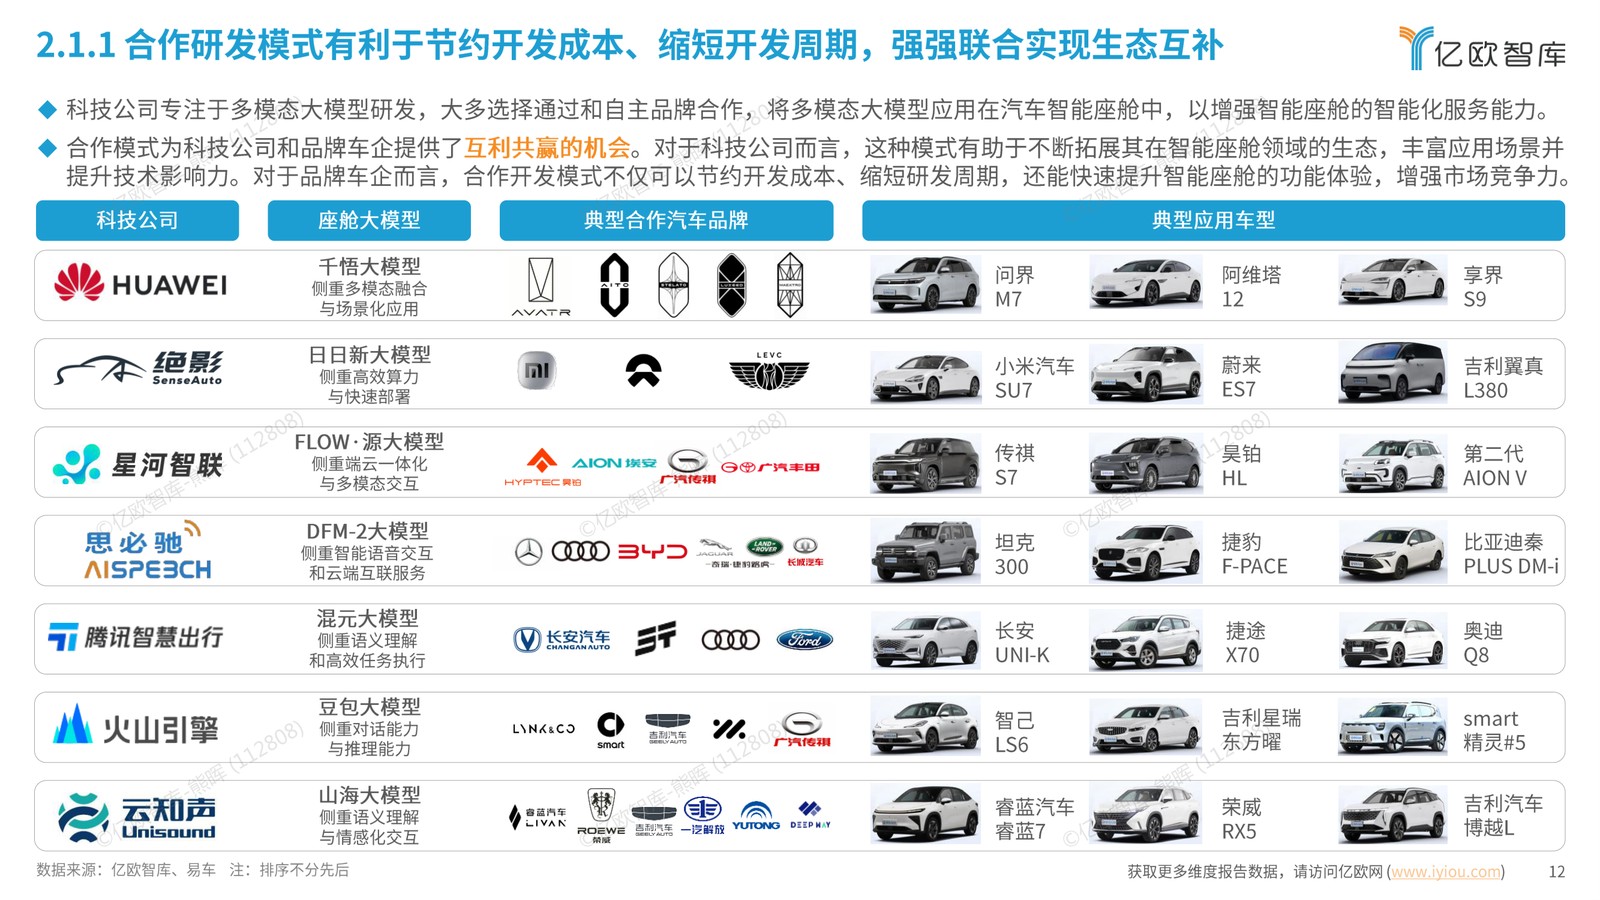 2.1.1 合作研发模式有利于节约开发成本、缩短开发周期，强强联合实现生态互补
亿欧智库
科技公司专注于多模态大模型研发，大多选择通过和自主品牌合作，将多模态大模型应用在汽车智能座舱中，以增强智能座舱的智能化服务能力。
合作模式为科技公司和品牌车企提供了互利共赢的机会。对于科技公司而言，这种模式有助于不断拓展其在智能座舱领域的生态，丰富应用场景并
提升技术影响力。对于品牌车企而言，合作开发模式不仅可以节约开发成本、缩短研发周期，还能快速提升智能座舱的功能体验，增强市场竞争力。
科技公司 座舱大模型 典型合作汽车品牌 典型应用车型
HUAWEI
千悟大模型
侧重多模态融合
与场景化应用
AVATR AITO STELATO LUXEED MAEXTRO
问界
M7
阿维塔
12
享界
S9
绝影
SenseAuto
日日新大模型
侧重高效算力
与快速部署
mi LEVC
小米汽车
SU7
蔚来
ES7
吉利翼真
L380
星河智联
FLOW·源大模型
侧重端云一体化
与多模态交互
HYPTEC 昊铂 AION 埃安 广汽传祺 广汽丰田
传祺
S7
昊铂
HL
第二代
AION V
思必驰
AISPEECH
DFM-2大模型
侧重智能语音交互
和云端互联服务
BYD JAGUAR LAND-ROVER 奇瑞·捷豹路虎 长城汽车
坦克
300
捷豹
F-PACE
比亚迪秦
PLUS DM-i
腾讯智慧出行
混元大模型
侧重语义理解
和高效任务执行
长安汽车 CHANGAN AUTO Ford
长安
UNI-K
捷途
X70
奥迪
Q8
火山引擎
豆包大模型
侧重对话能力
与推理能力
LYNK&CO smart 吉利汽车 GEELY AUTO 广汽传祺
智己
LS6
吉利星瑞
东方曜
smart
精灵#5
云知声
Unisound
山海大模型
侧重语义理解
与情感化交互
睿蓝汽车 LIVAN ROEWE 荣威 吉利汽车 GEELY AUTO 一汽解放 YUTONG DEEPWAY
睿蓝汽车
睿蓝7
荣威
RX5
吉利汽车
博越L
数据来源：亿欧智库、易车 注：排序不分先后
获取更多维度报告数据，请访问亿欧网 (www.iyiou.com)
12
©亿欧智库-熊晖 (112808)